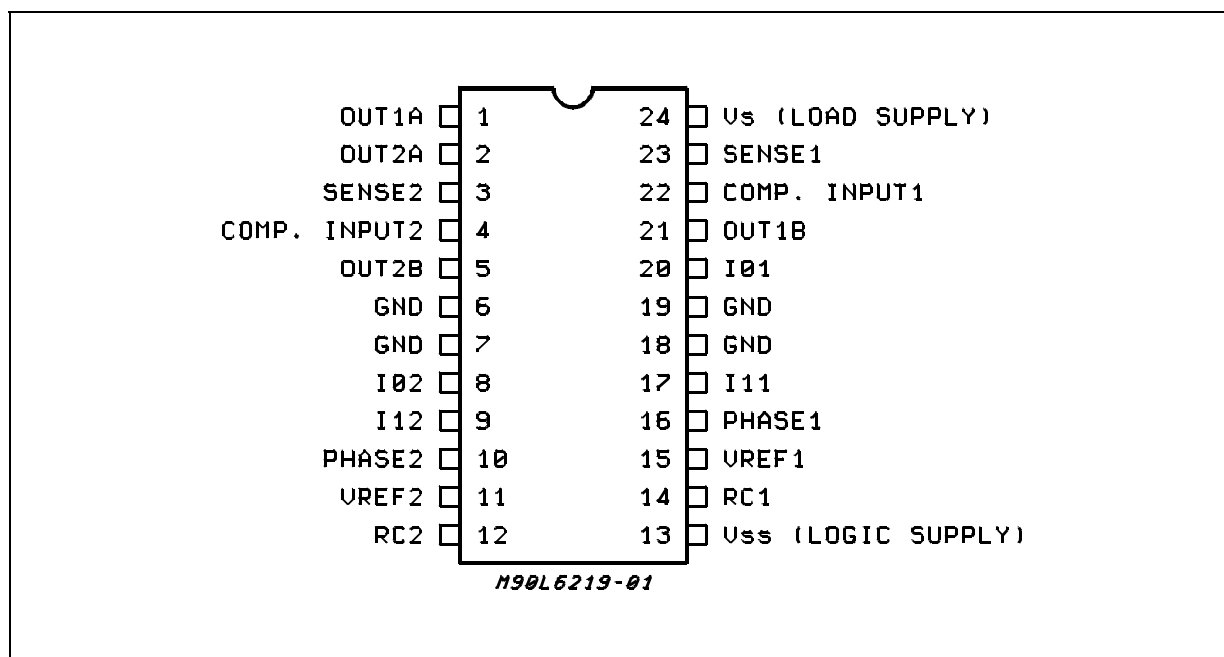 OUT1A 1 24 Vs (LOAD SUPPLY)
OUT2A 2 23 SENSE1
SENSE2 3 22 COMP. INPUT1
COMP. INPUT2 4 21 OUT1B
OUT2B 5 20 I01
GND 6 19 GND
GND 7 18 GND
I02 8 17 I11
I12 9 16 PHASE1
PHASE2 10 15 VREF1
VREF2 11 14 RC1
RC2 12 13 Vss (LOGIC SUPPLY)
M90L6219-01